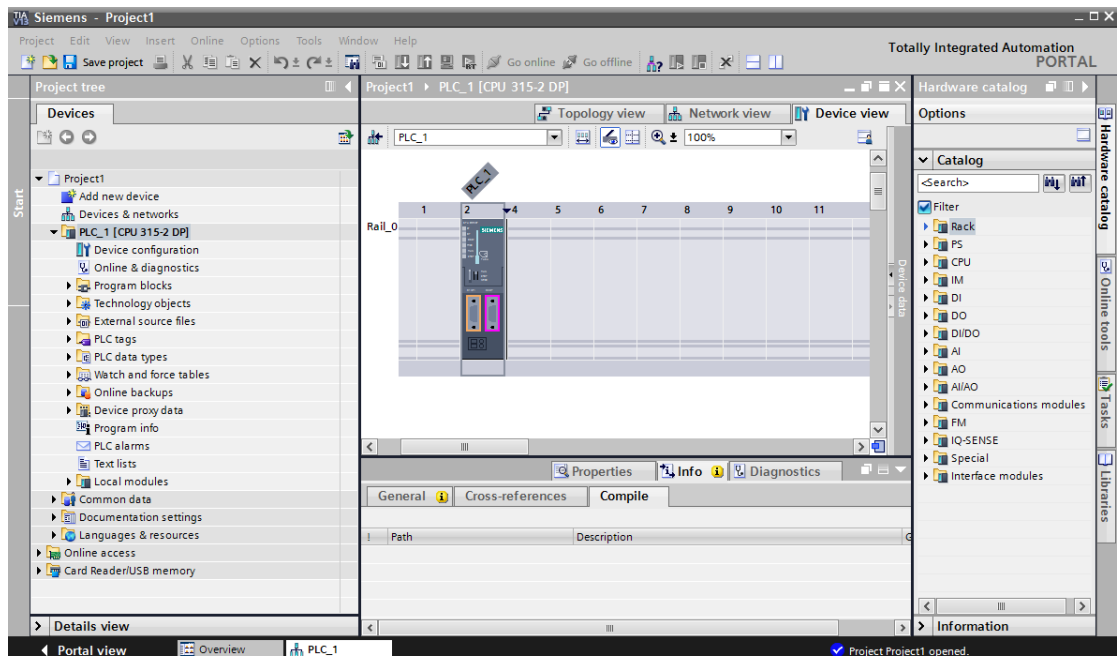 Siemens - Project1
Project Edit View Insert Online Options Tools Window Help
Totally Integrated Automation
PORTAL
Save project
Go online
Go offline
Project tree
Devices
Start
Project1
Add new device
Devices & networks
PLC_1 [CPU 315-2 DP]
Device configuration
Online & diagnostics
Program blocks
Technology objects
External source files
PLC tags
PLC data types
Watch and force tables
Online backups
Device proxy data
Program info
PLC alarms
Text lists
Local modules
Common data
Documentation settings
Languages & resources
Online access
Card Reader/USB memory
Details view
Project1 PLC_1 [CPU 315-2 DP]
Topology view Network view Device view
PLC_1 100%
PLC_1
1 2 4 5 6 7 8 9 10 11
Rail_0
SIEMENS
Device data
Properties Info Diagnostics
General Cross-references Compile
! Path Description G
Hardware catalog
Options
Catalog
<Search>
Filter
Rack
PS
CPU
IM
DI
DO
DI/DO
AI
AO
AI/AO
Communications modules
FM
IQ-SENSE
Special
Interface modules
Information
Hardware catalog
Online tools
Tasks
Libraries
Portal view Overview PLC_1 Project Project1 opened.